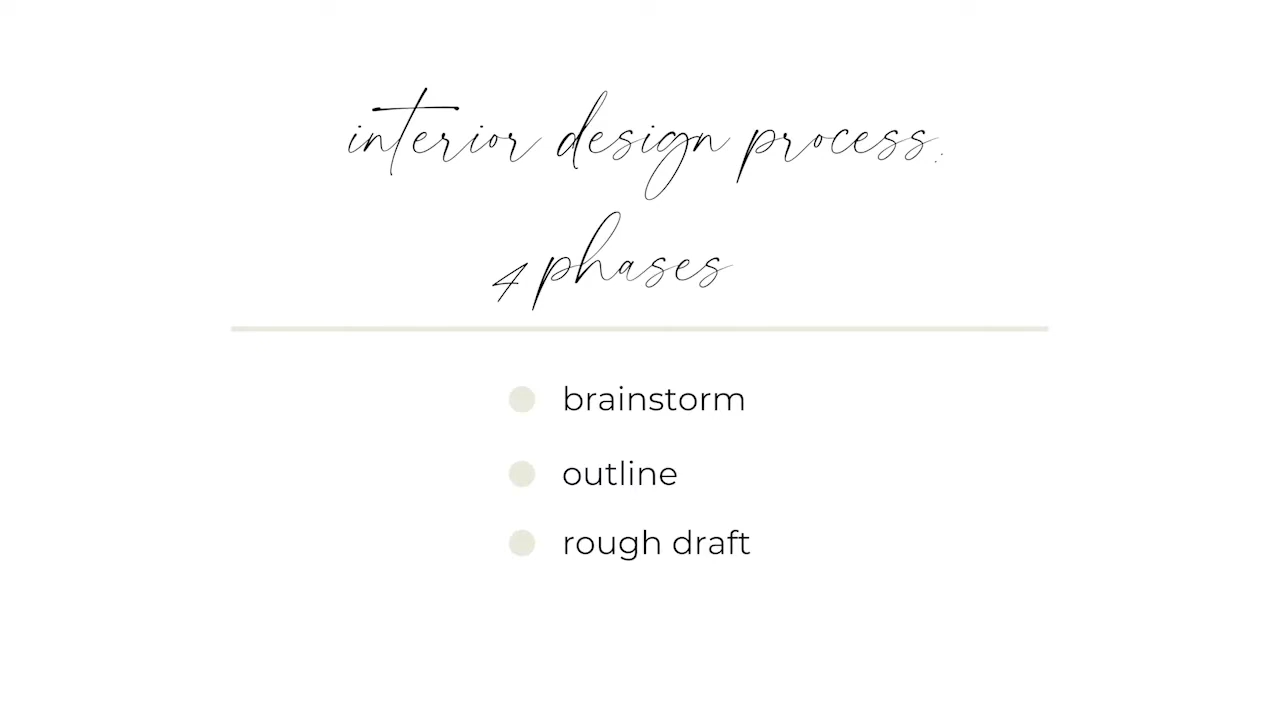 interior design process:
4 phases
brainstorm
outline
rough draft